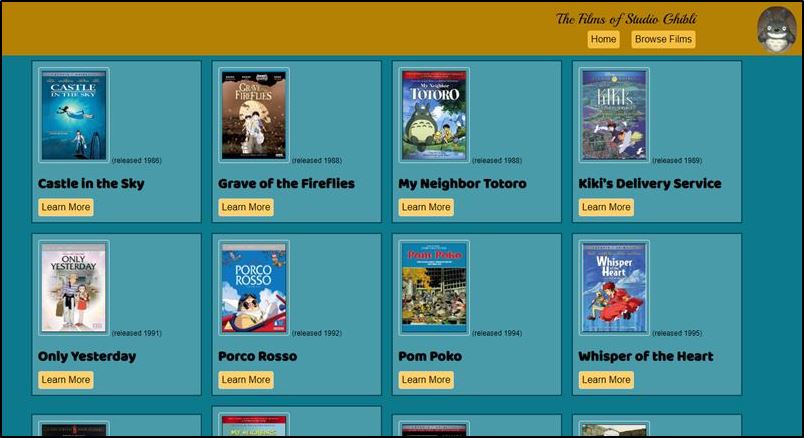 The Films of Studio Ghibli
Home Browse Films
CASTLE
IN THE SKY
(released 1986)
Castle in the Sky
Learn More
GRAVE
OF THE
FIREFLIES
(released 1988)
Grave of the Fireflies
Learn More
My Neighbor
TOTORO
(released 1988)
My Neighbor Totoro
Learn More
(released 1989)
Kiki's Delivery Service
Learn More
ONLY
YESTERDAY
(released 1991)
Only Yesterday
Learn More
PORCO
ROSSO
(released 1992)
Porco Rosso
Learn More
Pom Poko
(released 1994)
Pom Poko
Learn More
Whisper
of the
Heart
(released 1995)
Whisper of the Heart
Learn More